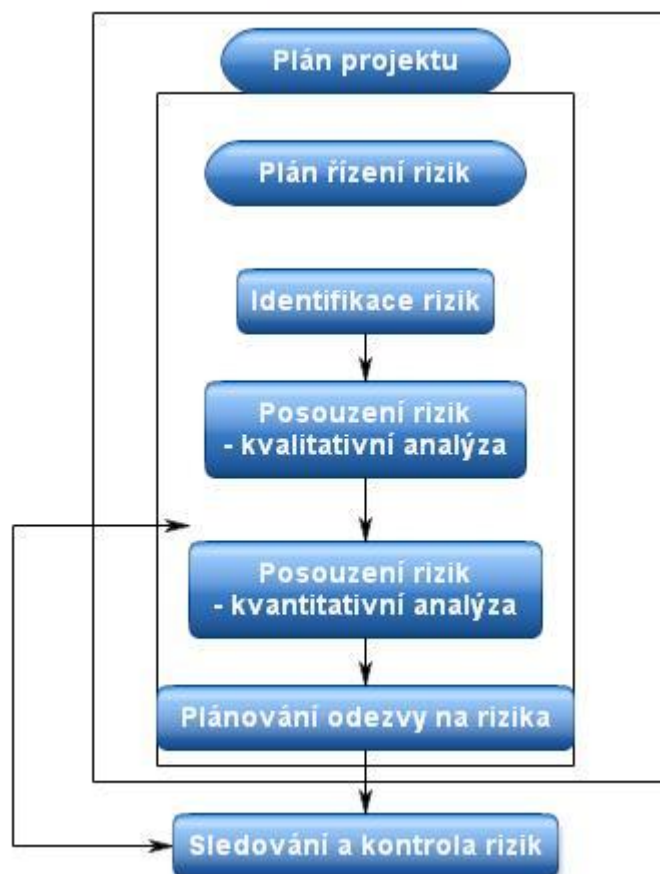 Plán projektu
Plán řízení rizik
Identifikace rizik
Posouzení rizik
- kvalitativní analýza
Posouzení rizik
- kvantitativní analýza
Plánování odezvy na rizika
Sledování a kontrola rizik